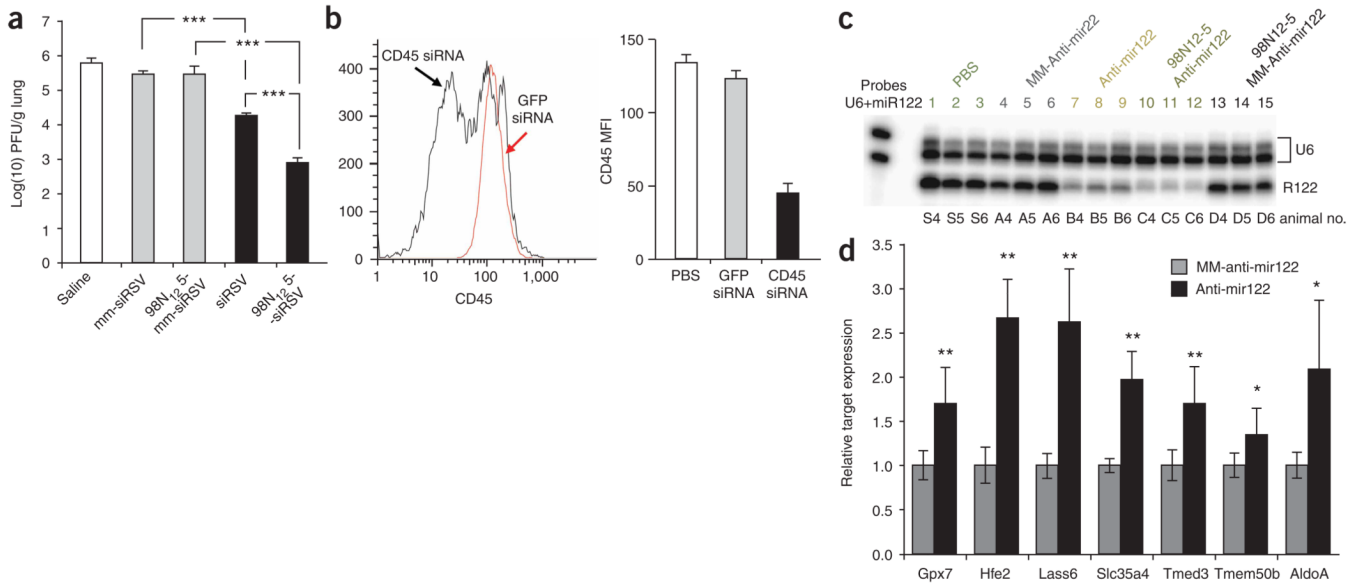 a
Log(10) PFU/g lung
7
6
5
4
3
2
1
0
***
***
***
Saline
mm-siRSV
98N12 5-
mm-siRSV
siRSV
98N12 5-
-siRSV
b
400
300
200
100
0
CD45 siRNA
GFP
siRNA
1
10
100
1,000
CD45
CD45 MFI
150
100
50
0
PBS
GFP
siRNA
CD45
siRNA
c
Probes
U6+miR122
PBS
MM-Anti-mir22
Anti-mir122
98N12-5
Anti-mir122
98N12-5
MM-Anti-mir122
1 2 3 4 5 6 7 8 9 10 11 12 13 14 15
U6
R122
S4 S5 S6 A4 A5 A6 B4 B5 B6 C4 C5 C6 D4 D5 D6 animal no.
d
Relative target expression
3.5
3.0
2.5
2.0
1.5
1.0
0.5
0.0
MM-anti-mir122
Anti-mir122
**
**
**
**
**
*
*
Gpx7 Hfe2 Lass6 Slc35a4 Tmed3 Tmem50b AldoA